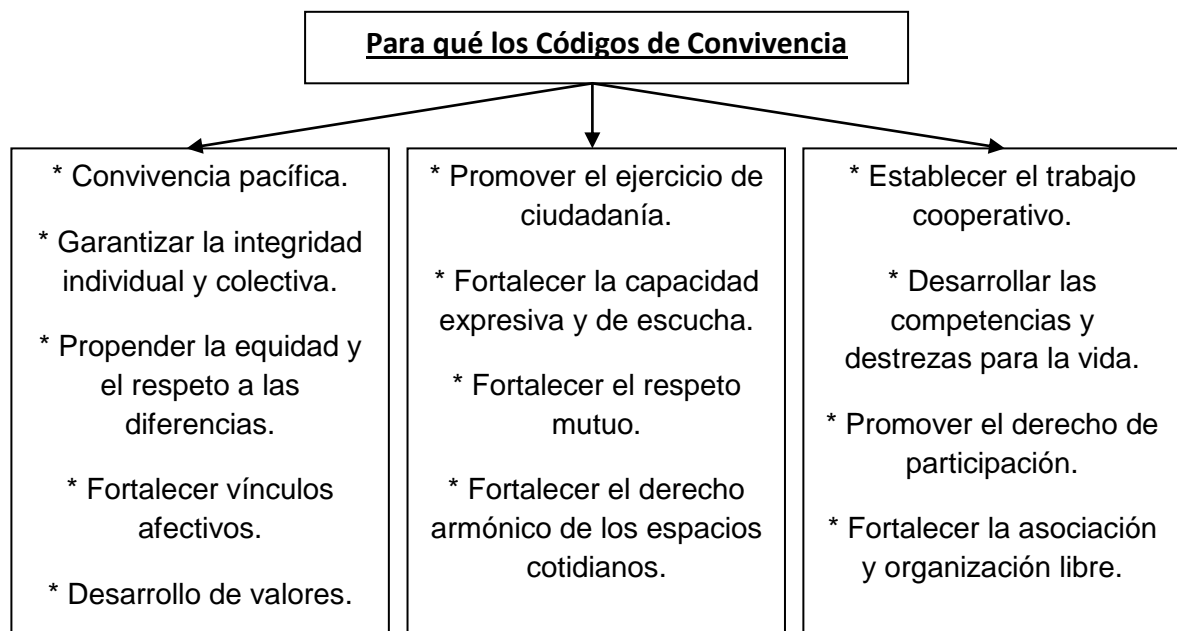 Para qué los Códigos de Convivencia
* Convivencia pacífica.
* Garantizar la integridad
individual y colectiva.
* Propender la equidad y
el respeto a las
diferencias.
* Fortalecer vínculos
afectivos.
* Desarrollo de valores.
* Promover el ejercicio de
ciudadanía.
* Fortalecer la capacidad
expresiva y de escucha.
* Fortalecer el respeto
mutuo.
* Fortalecer el derecho
armónico de los espacios
cotidianos.
* Establecer el trabajo
cooperativo.
* Desarrollar las
competencias y
destrezas para la vida.
* Promover el derecho de
participación.
* Fortalecer la asociación
y organización libre.